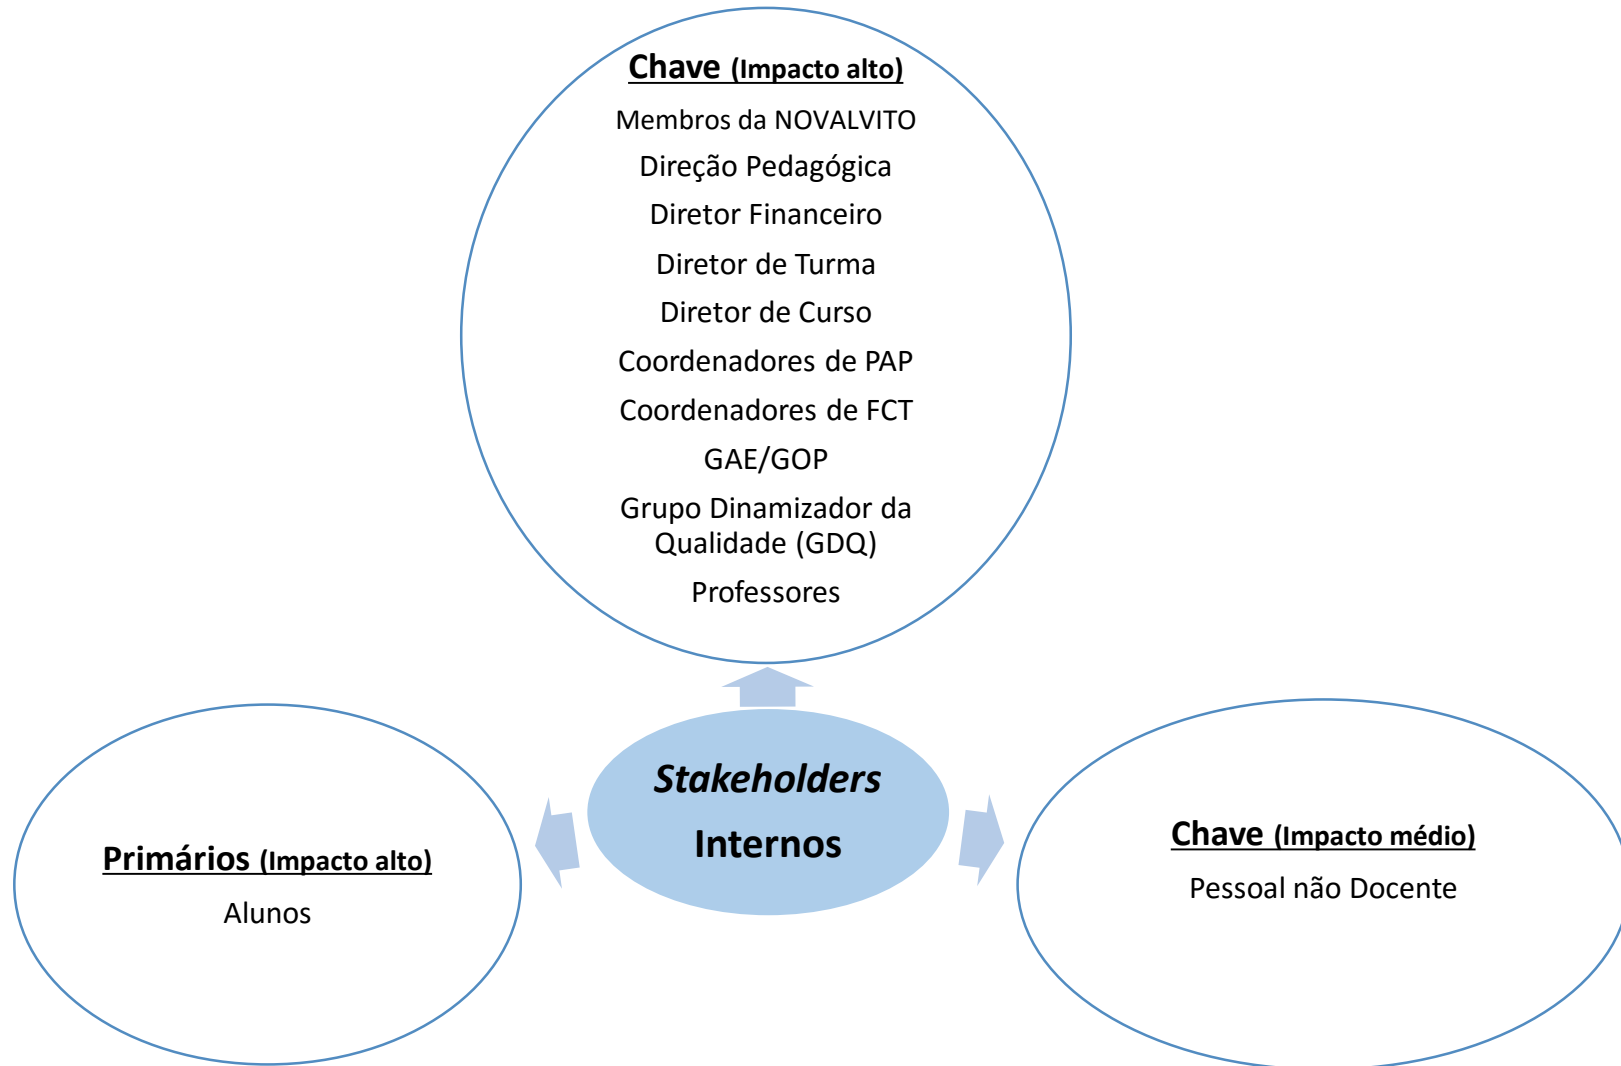 Chave (Impacto alto)
Membros da NOVALVITO
Direção Pedagógica
Diretor Financeiro
Diretor de Turma
Diretor de Curso
Coordenadores de PAP
Coordenadores de FCT
GAE/GOP
Grupo Dinamizador da
Qualidade (GDQ)
Professores
Stakeholders
Internos
Primários (Impacto alto)
Alunos
Chave (Impacto médio)
Pessoal não Docente